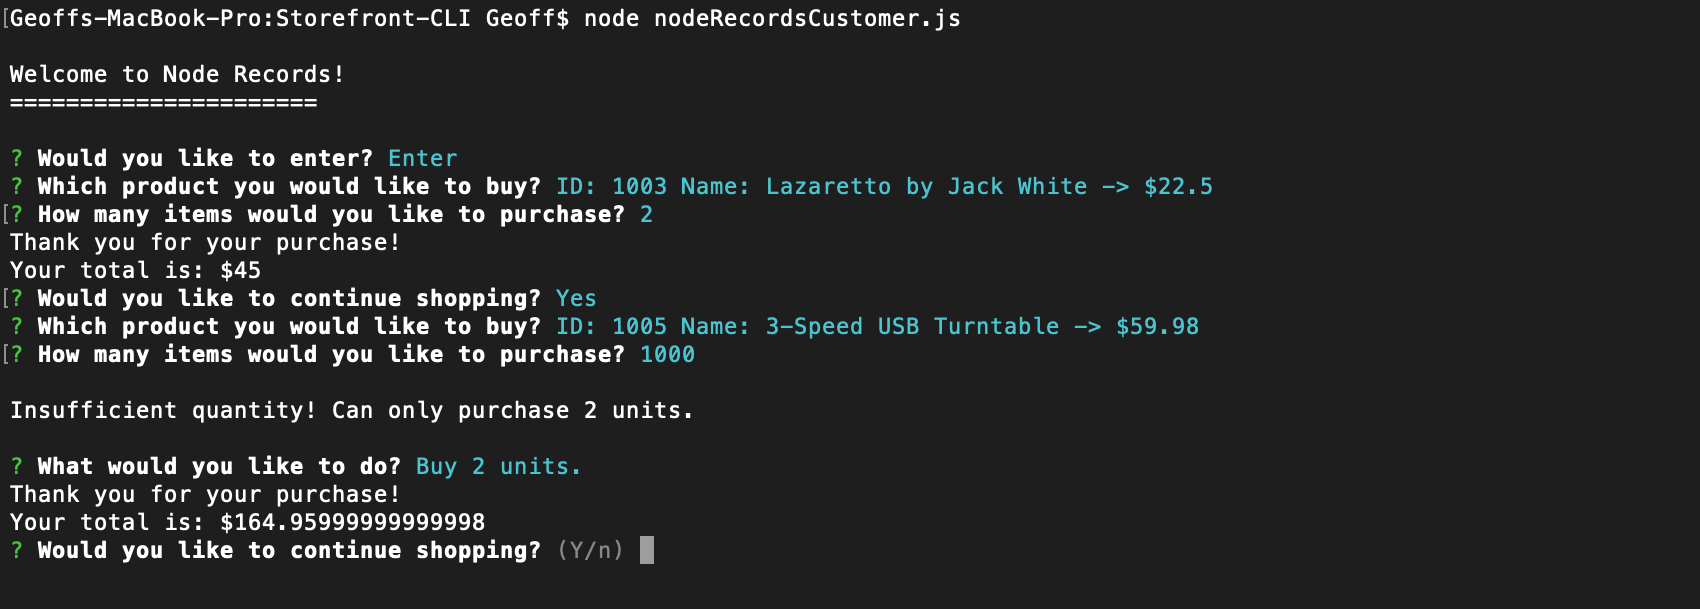 [Geoffs-MacBook-Pro:Storefront-CLI Geoff$ node nodeRecordsCustomer.js
Welcome to Node Records!
======================
? Would you like to enter? Enter
? Which product you would like to buy? ID: 1003 Name: Lazaretto by Jack White -> $22.5
[? How many items would you like to purchase? 2
Thank you for your purchase!
Your total is: $45
[? Would you like to continue shopping? Yes
? Which product you would like to buy? ID: 1005 Name: 3-Speed USB Turntable -> $59.98
[? How many items would you like to purchase? 1000
Insufficient quantity! Can only purchase 2 units.
? What would you like to do? Buy 2 units.
Thank you for your purchase!
Your total is: $164.95999999999998
? Would you like to continue shopping? (Y/n)